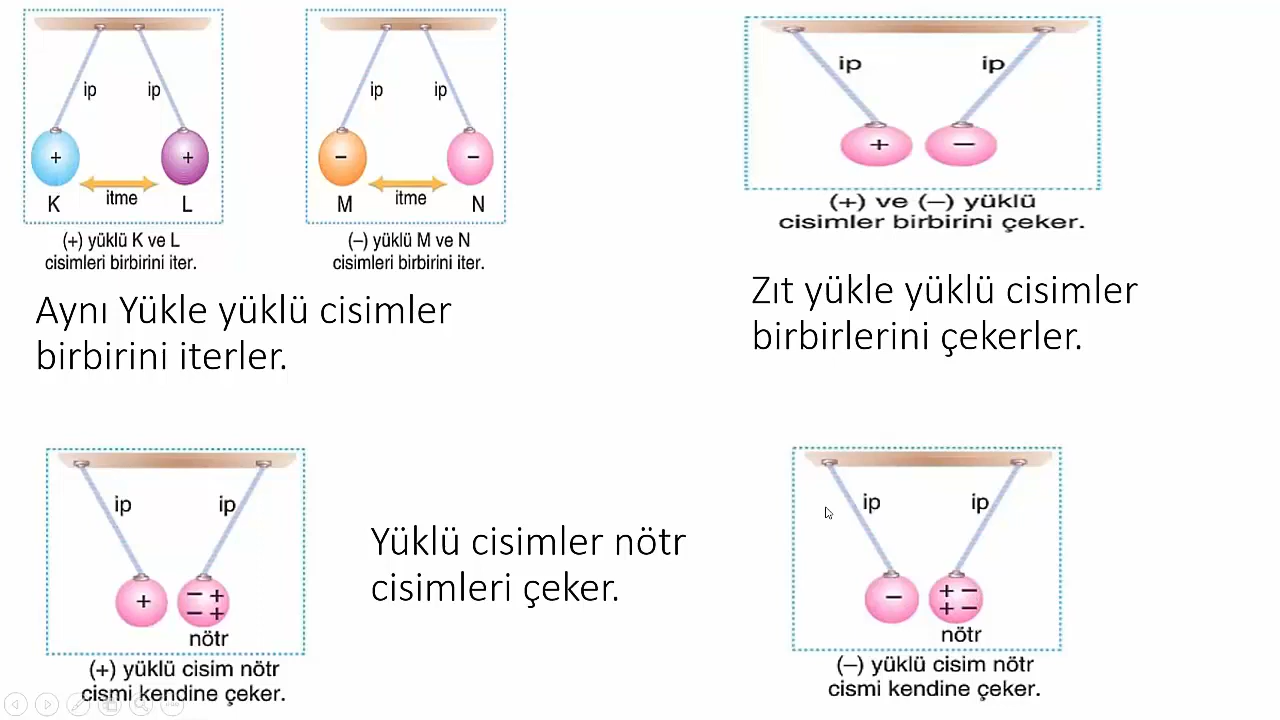 ip ip
+ +
itme
K L
(+) yüklü K ve L
cisimleri birbirini iter.
ip ip
– –
itme
M N
(–) yüklü M ve N
cisimleri birbirini iter.
Aynı Yükle yüklü cisimler
birbirini iterler.
ip ip
+ –
(+) ve (–) yüklü
cisimler birbirini çeker.
Zıt yükle yüklü cisimler
birbirlerini çekerler.
ip ip
+ – +
– +
nötr
(+) yüklü cisim nötr
cismi kendine çeker.
Yüklü cisimler nötr
cisimleri çeker.
ip ip
– + –
+ –
nötr
(–) yüklü cisim nötr
cismi kendine çeker.